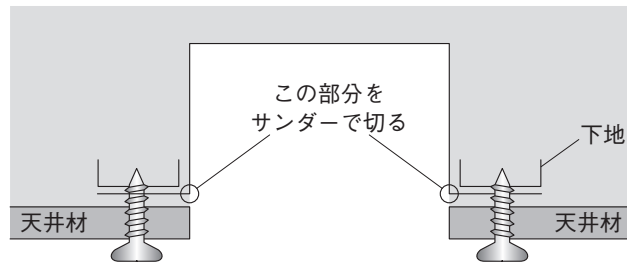 この部分を
サンダーで切る
下地
天井材
天井材